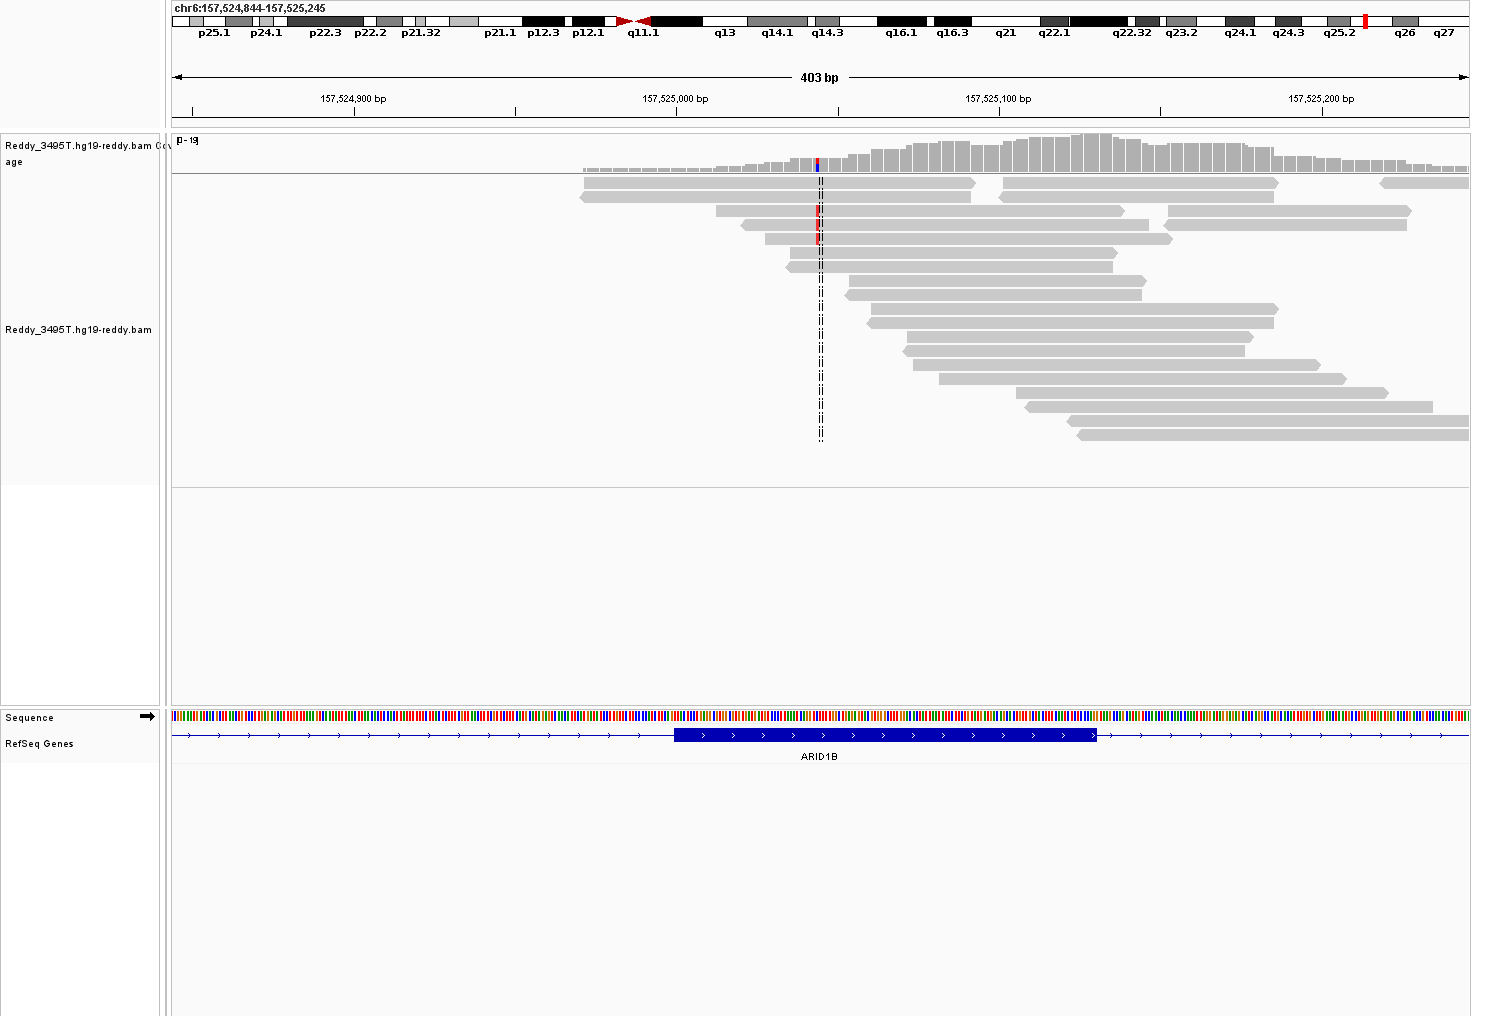 chr6:157,524,844-157,525,245
p25.1 p24.1 p22.3 p22.2 p21.32 p21.1 p12.3 p12.1 q11.1 q13 q14.1 q14.3 q16.1 q16.3 q21 q22.1 q22.32 q23.2 q24.1 q24.3 q25.2 q26 q27
403 bp
157,524,900 bp 157,525,000 bp 157,525,100 bp 157,525,200 bp
[0 - 19]
Reddy_3495T.hg19-reddy.bam Cov
age
Reddy_3495T.hg19-reddy.bam
Sequence
RefSeq Genes
ARID1B